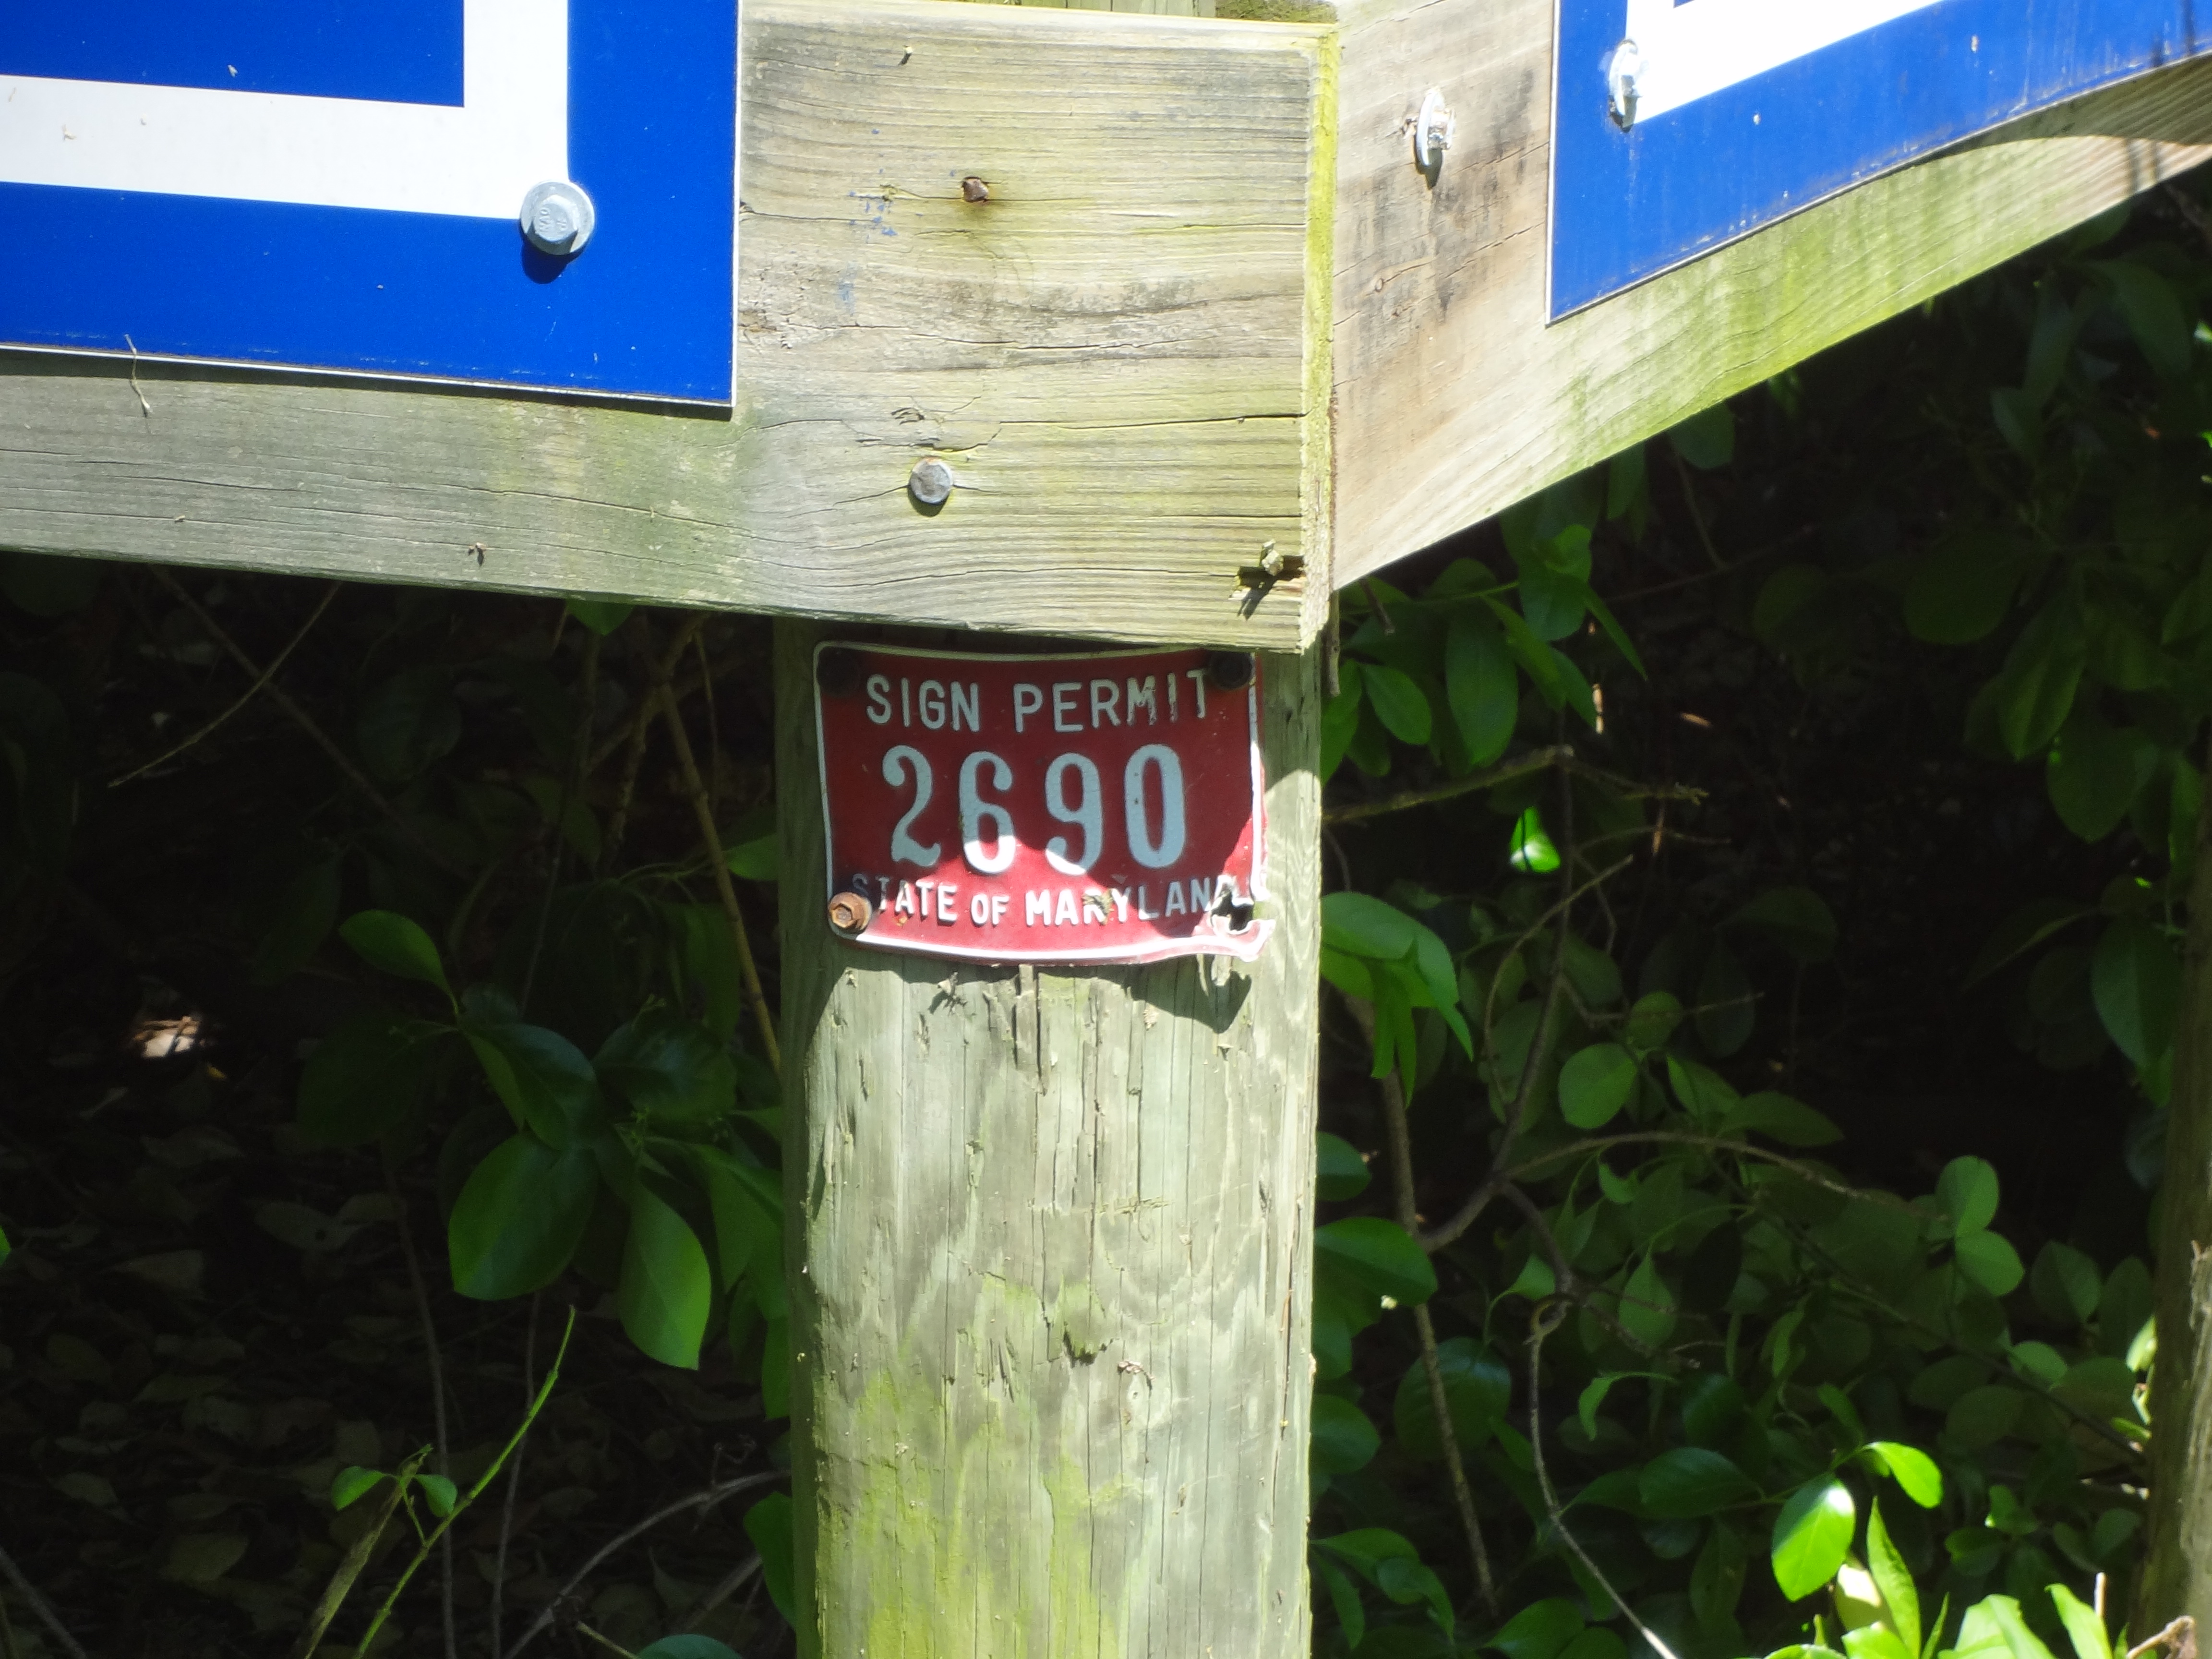 SIGN PERMIT
2690
STATE OF MARYLAND